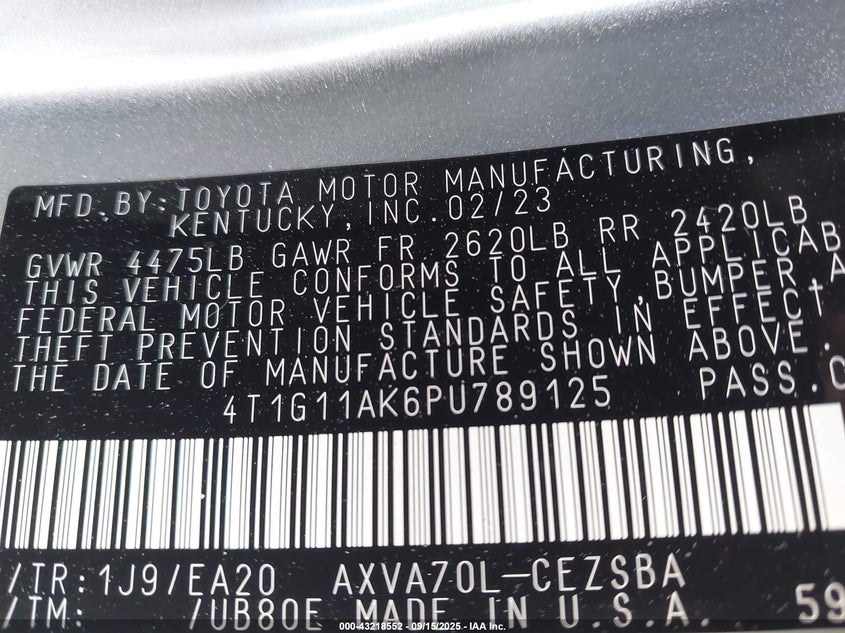 MFD.BY:TOYOTA MOTOR MANUFACTURING,
KENTUCKY,INC.02/23
GVWR 4475LB GAWR FR 2620LB RR 2420LB
THIS VEHICLE CONFORMS TO ALL APPLICAB
FEDERAL MOTOR VEHICLE SAFETY,BUMPER,A
THEFT PREVENTION STANDARDS IN EFFECT
THE DATE OF MANUFACTURE SHOWN ABOVE.
4T1G11AK6PU789125 PASS.C
/TR:1J9/EA20 AXVA70L-CEZSBA
/TM: /UB80E MADE IN U.S.A. 59
000-43218552 - 09/15/2025 - IAA Inc.